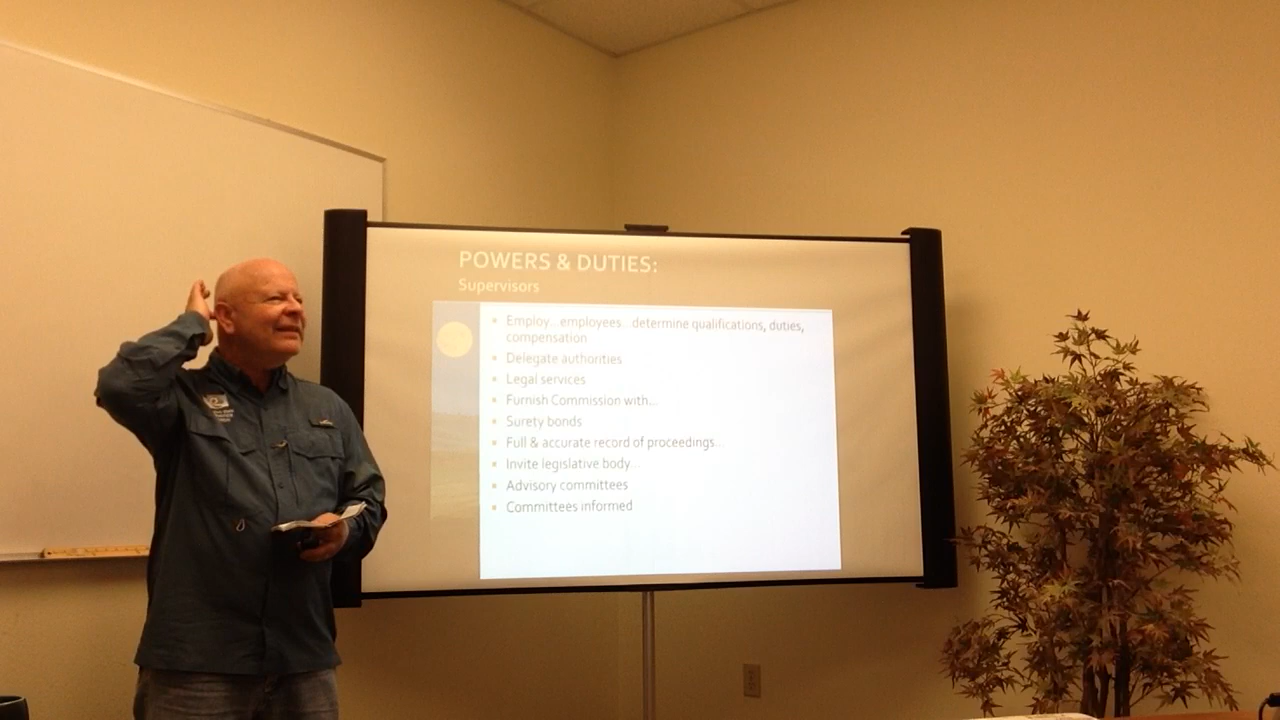 POWERS & DUTIES:
Supervisors
Employ... employees...determine qualifications, duties,
compensation
Delegate authorities
Legal services
Furnish Commission with...
Surety bonds
Full & accurate record of proceedings...
Invite legislative body...
Advisory committees
Committees informed